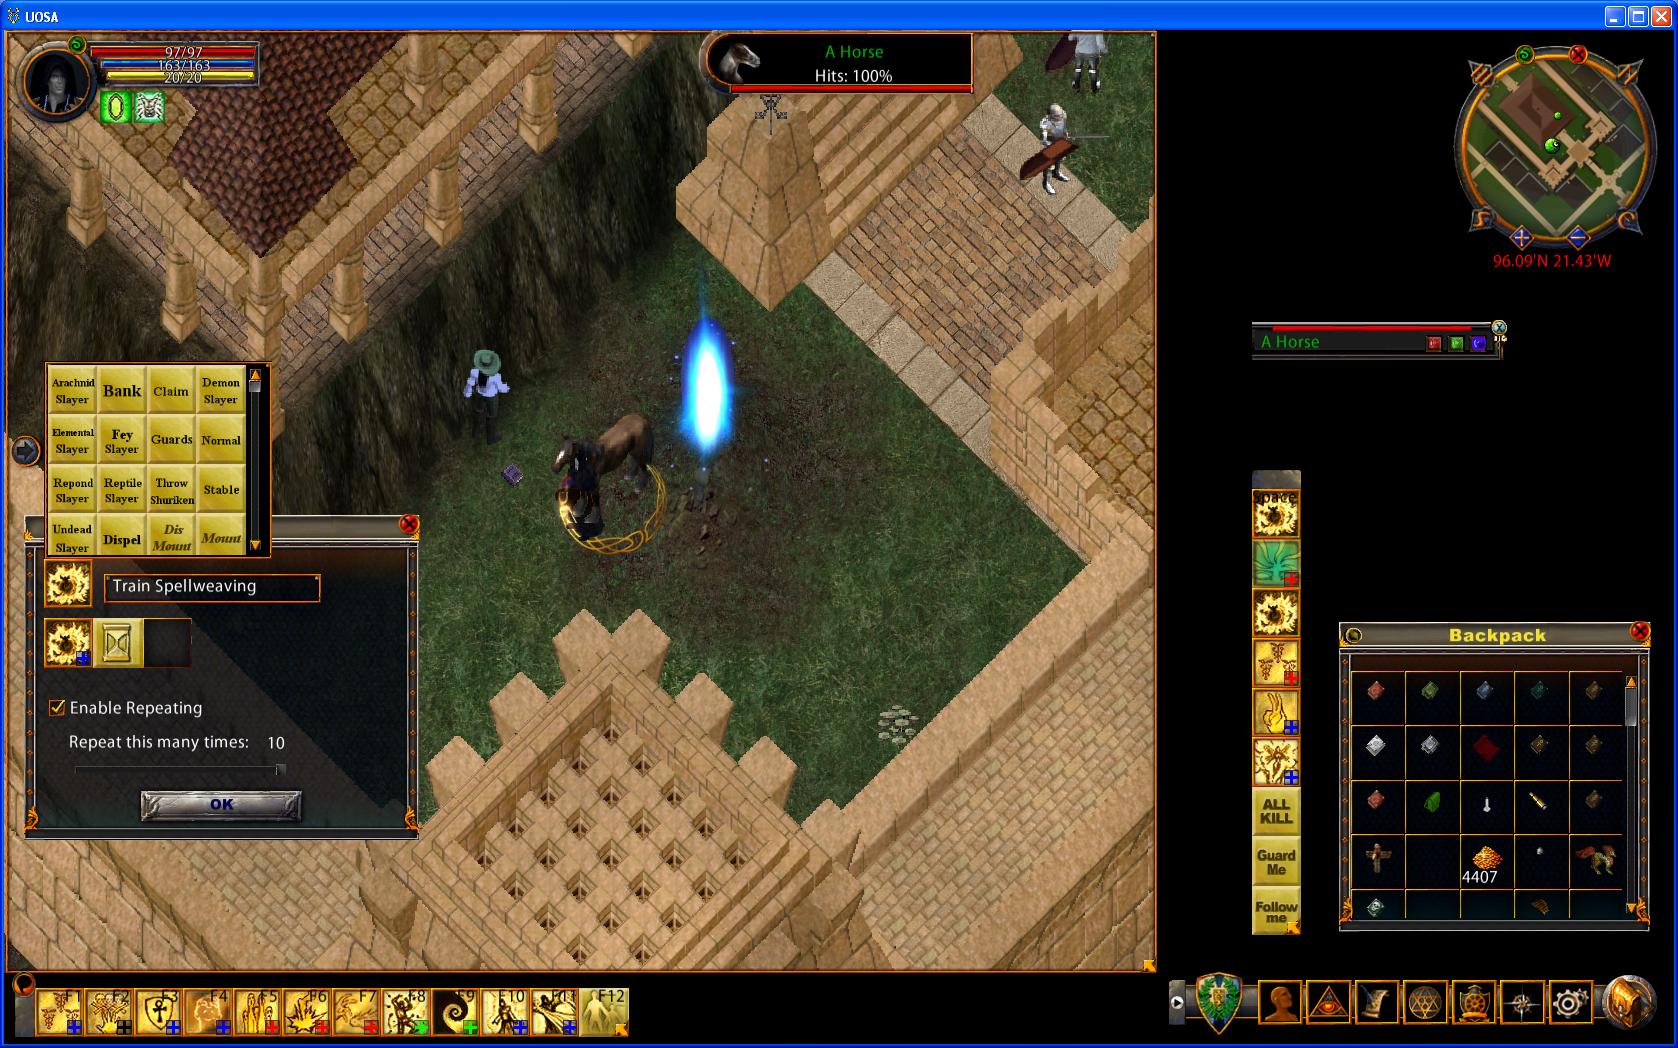 UOSA
97/97
163/163
20/20
A Horse
Hits: 100%
96.09'N 21.43'W
A Horse
Arachnid Slayer
Bank
Claim
Demon Slayer
Elemental Slayer
Fey Slayer
Guards
Normal
Repond Slayer
Reptile Slayer
Throw Shuriken
Stable
Undead Slayer
Dispel
Dis Mount
Mount
Train Spellweaving
Enable Repeating
Repeat this many times: 10
OK
Space
ALL KILL
Guard Me
Follow me
Backpack
4407
F1
F2
F3
F4
F5
F6
F7
F8
F9
F10
F11
F12